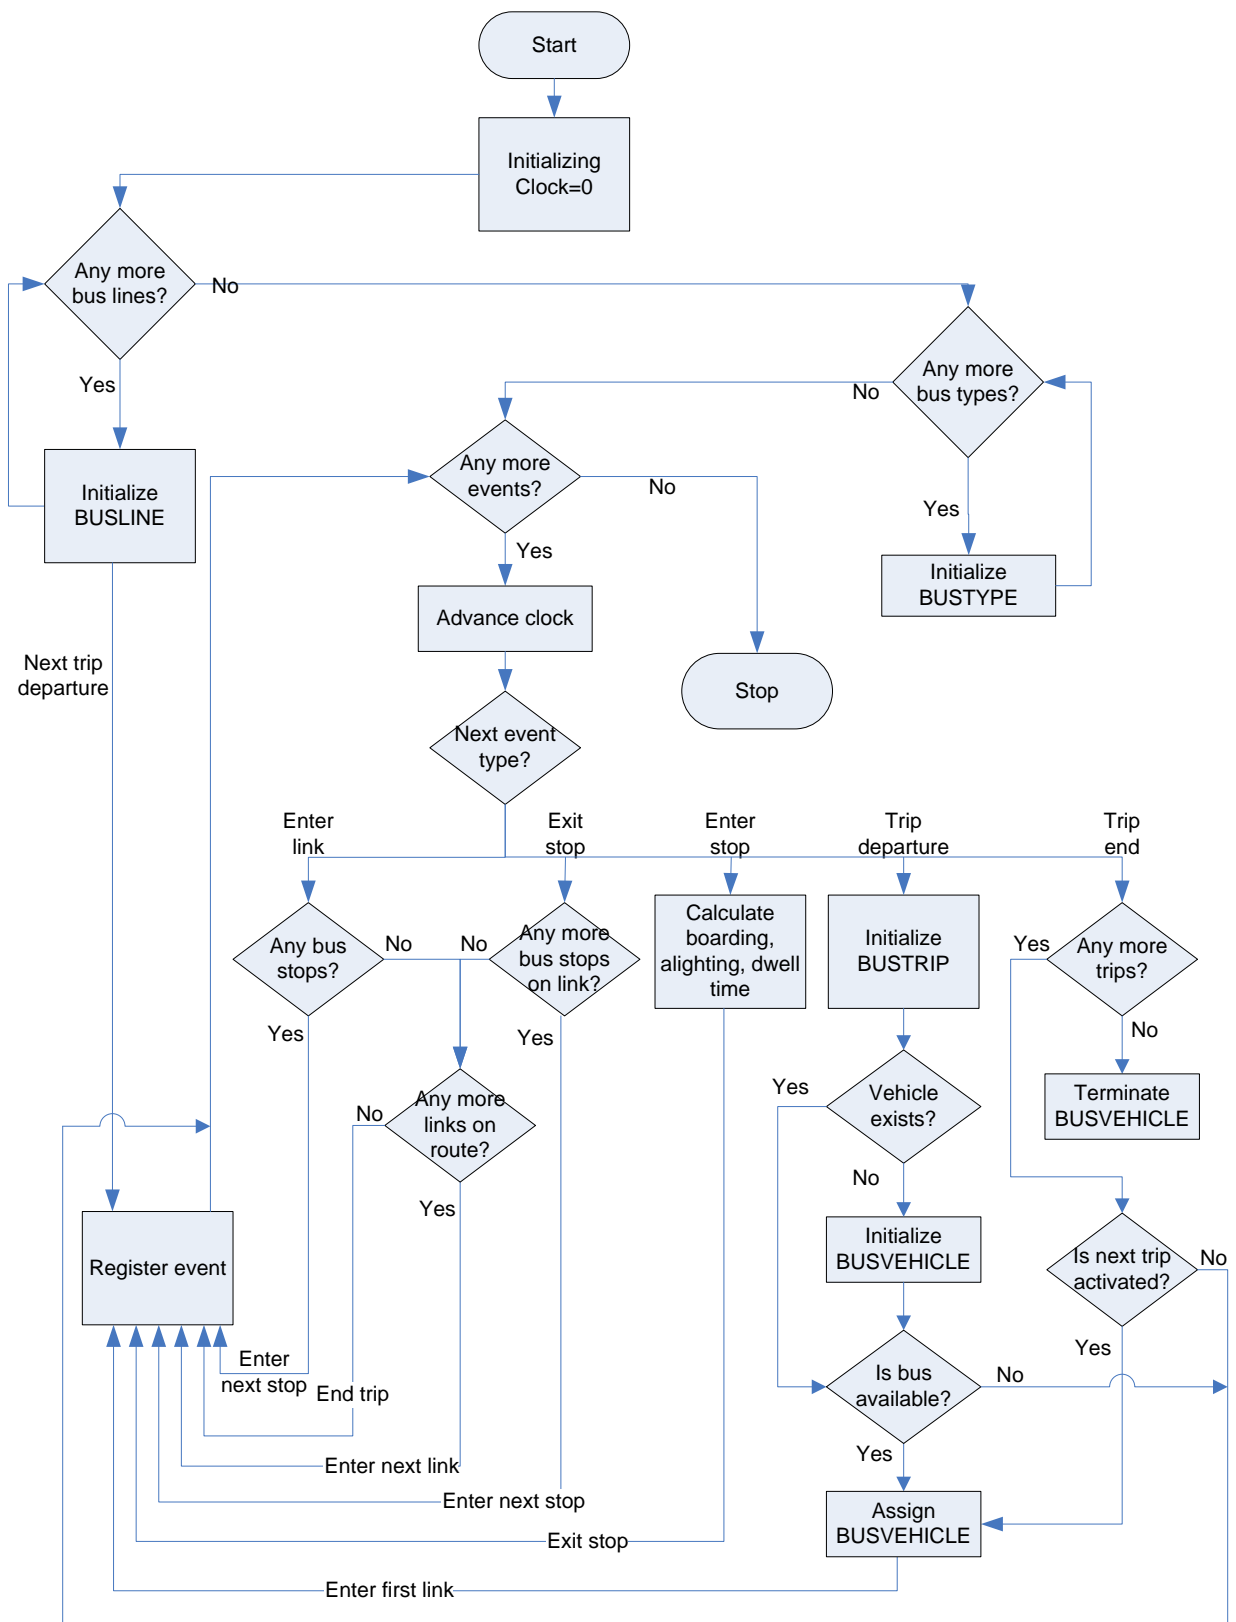 Start
Initializing
Clock=0
Any more
bus lines?
No
Yes
Initialize
BUSLINE
Any more
bus types?
No
Yes
Initialize
BUSTYPE
Any more
events?
No
Yes
Advance clock
Stop
Next trip
departure
Next event
type?
Enter
link
Exit
stop
Enter
stop
Trip
departure
Trip
end
Any bus
stops?
No
Yes
No
Any more
bus stops
on link?
Yes
Calculate
boarding,
alighting, dwell
time
Initialize
BUSTRIP
Yes
Any more
trips?
No
Terminate
BUSVEHICLE
Any more
links on
route?
No
Yes
Yes
Vehicle
exists?
No
Initialize
BUSVEHICLE
Is next trip
activated?
No
Yes
Register event
Is bus
available?
No
Yes
Assign
BUSVEHICLE
Enter
next stop
End trip
Enter next link
Enter next stop
Exit stop
Enter first link